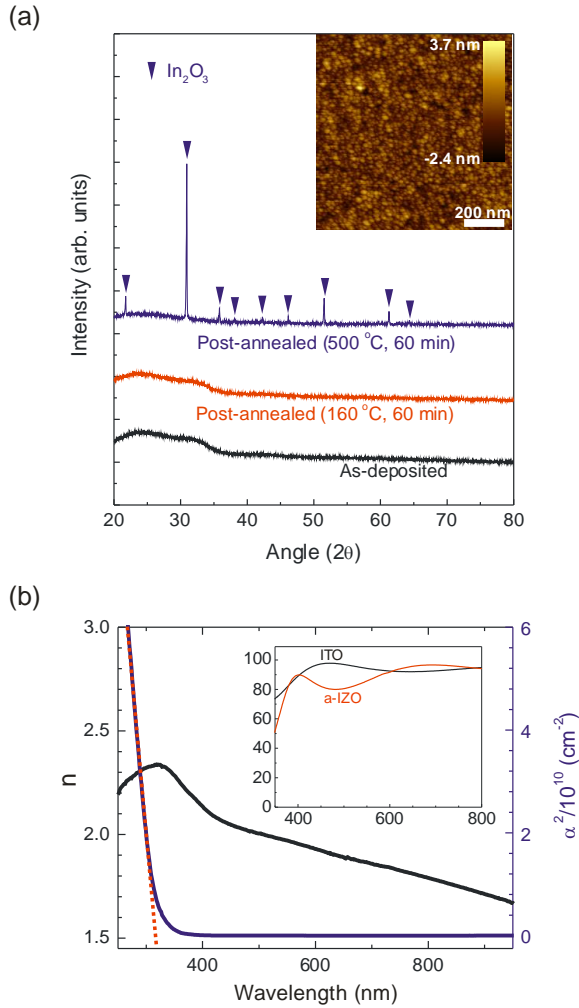 (a)
In₂O₃
3.7 nm
-2.4 nm
200 nm
Intensity (arb. units)
Post-annealed (500 °C, 60 min)
Post-annealed (160 °C, 60 min)
As-deposited
20 30 40 50 60 70 80
Angle (2θ)
(b)
3.0
2.5
2.0
1.5
n
100
80
60
40
20
0
ITO
a-IZO
400 600 800
6
4
2
0
α²/10¹⁰ (cm⁻²)
400 600 800
Wavelength (nm)